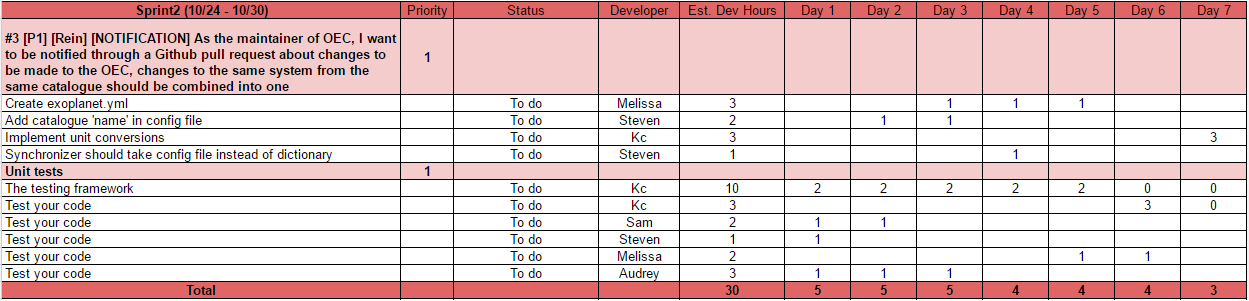 Sprint2 (10/24 - 10/30) Priority Status Developer Est. Dev Hours Day 1 Day 2 Day 3 Day 4 Day 5 Day 6 Day 7
#3 [P1] [Rein] [NOTIFICATION] As the maintainer of OEC, I want
to be notified through a Github pull request about changes to
be made to the OEC, changes to the same system from the
same catalogue should be combined into one
1
Create exoplanet.yml To do Melissa 3 1 1 1
Add catalogue 'name' in config file To do Steven 2 1 1
Implement unit conversions To do Kc 3 3
Synchronizer should take config file instead of dictionary To do Steven 1 1
Unit tests 1
The testing framework To do Kc 10 2 2 2 2 2 0 0
Test your code To do Kc 3 3 0
Test your code To do Sam 2 1 1
Test your code To do Steven 1 1
Test your code To do Melissa 2 1 1
Test your code To do Audrey 3 1 1 1
Total 30 5 5 5 4 4 4 3